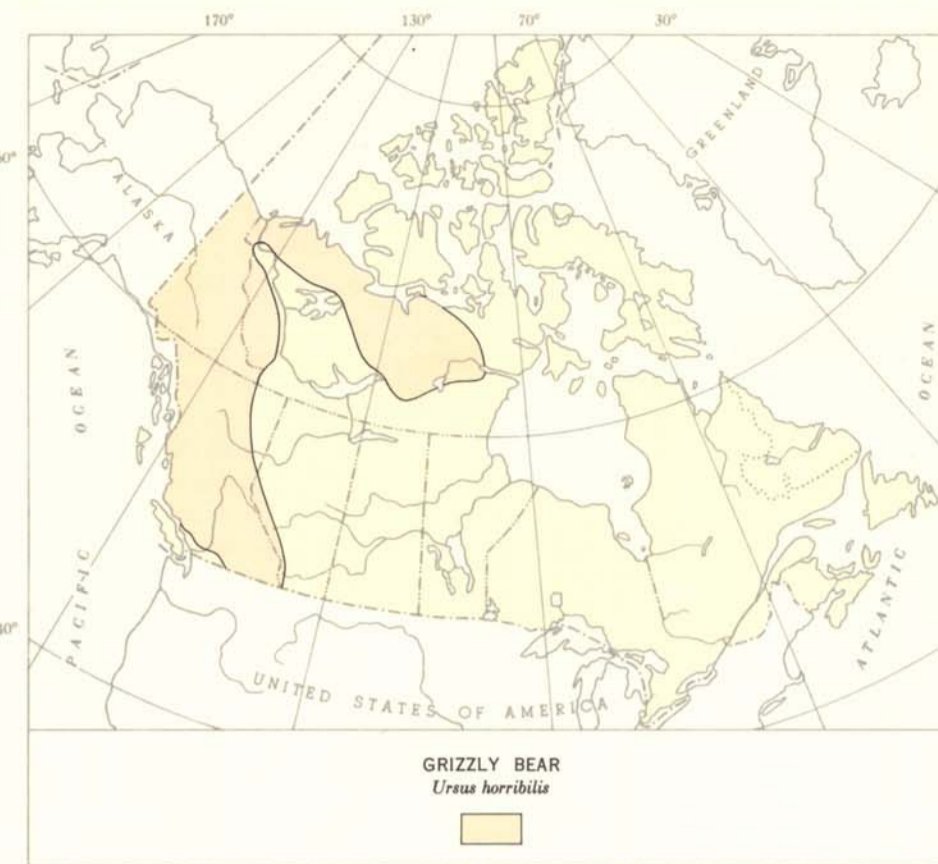 170° 130° 70° 30°
GREENLAND
ALASKA
OCEAN
OCEAN
PACIFIC
ATLANTIC
UNITED STATES OF AMERICA
GRIZZLY BEAR
Ursus horribilis